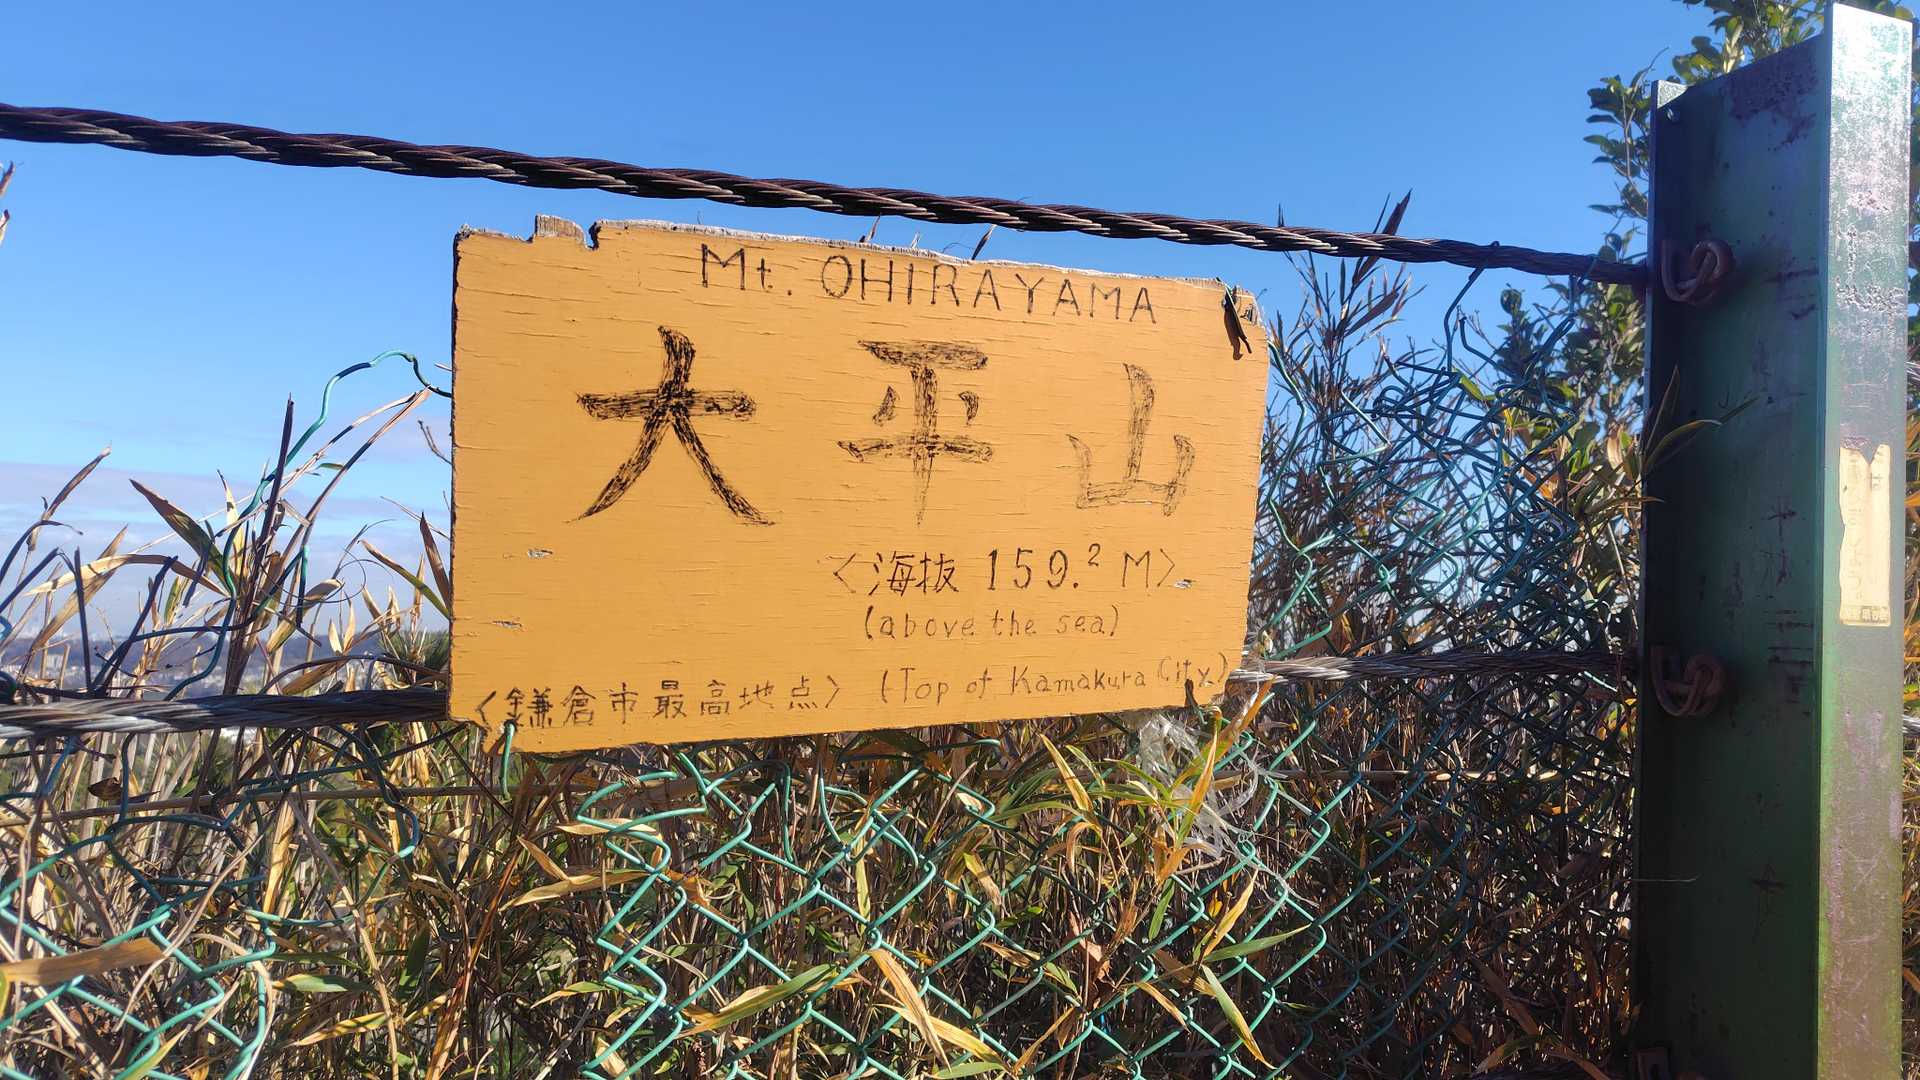 Mt. OHIRAYAMA
大平山
〈海抜 159.2 M〉
(above the sea)
〈鎌倉市最高地点〉 (Top of Kamakura City)